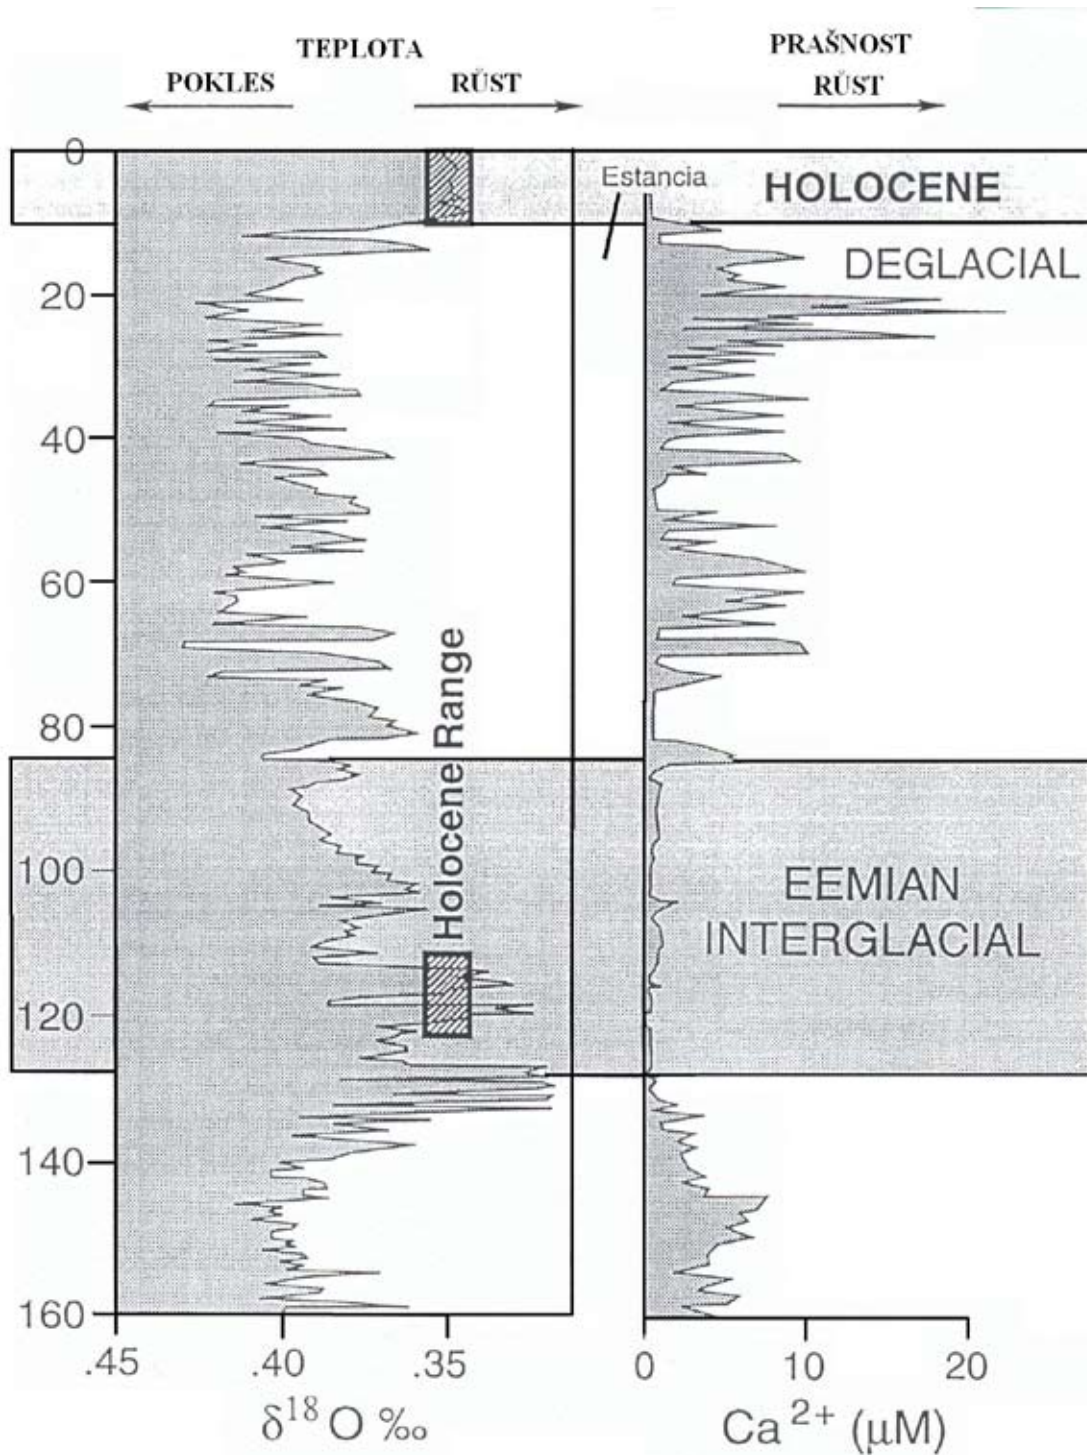 TEPLOTA
PRAŠNOST
POKLES
RŮST
RŮST
0
Estancia
HOLOCENE
DEGLACIAL
20
40
60
80
100
120
140
160
Holocene Range
EEMIAN
INTERGLACIAL
.45
.40
.35
0
10
20
δ¹⁸O ‰
Ca²⁺ (µM)